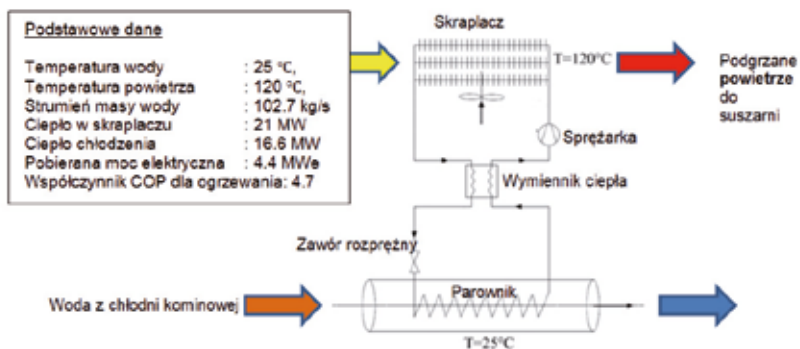 Podstawowe dane
Temperatura wody : 25 °C,
Temperatura powietrza : 120 °C,
Strumień masy wody : 102.7 kg/s
Ciepło w skraplaczu : 21 MW
Ciepło chłodzenia : 16.6 MW
Pobierana moc elektryczna : 4.4 MWe
Współczynnik COP dla ogrzewania: 4.7
Skraplacz
T=120°C
Podgrzane
powietrze
do
suszarni
Sprężarka
Wymiennik ciepła
Zawór rozprężny
Woda z chłodni kominowej
Parownik
T=25°C